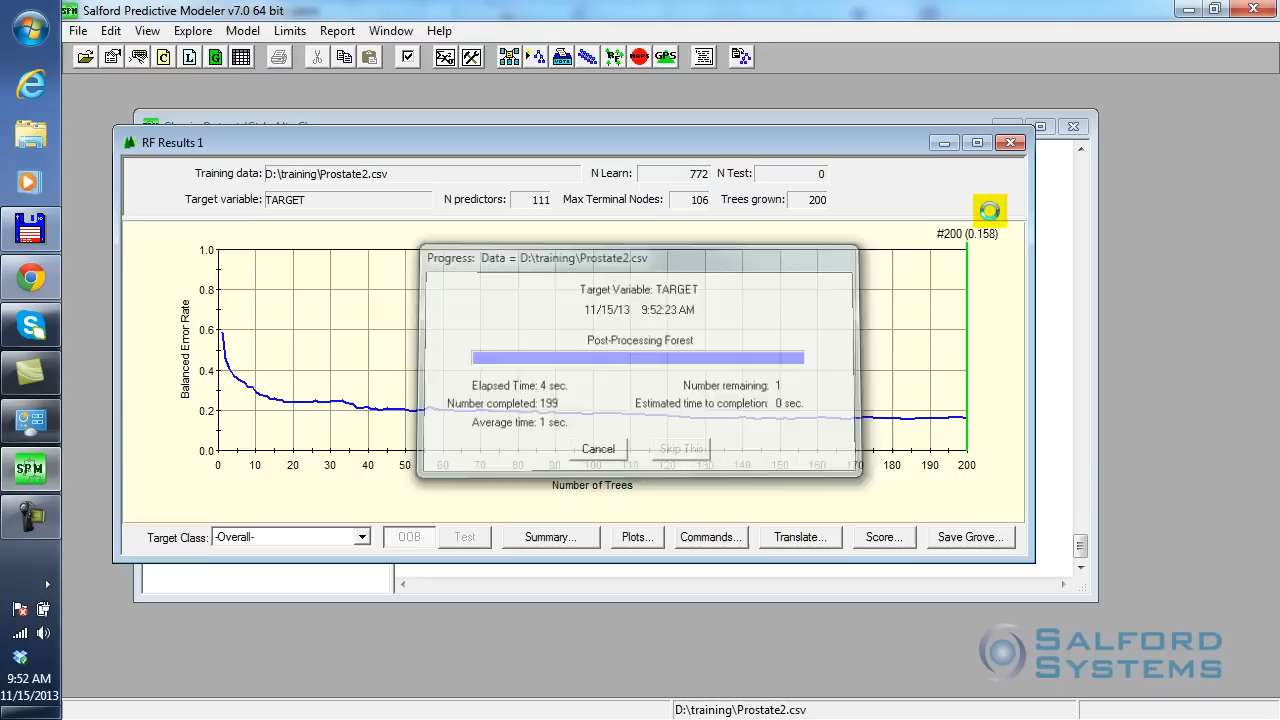 Salford Predictive Modeler v7.0 64 bit
File Edit View Explore Model Limits Report Window Help
RF Results 1
Training data: D:\training\Prostate2.csv N Learn: 772 N Test: 0
Target variable: TARGET N predictors: 111 Max Terminal Nodes: 106 Trees grown: 200
#200 (0.158)
Progress: Data = D:\training\Prostate2.csv
Target Variable: TARGET
11/15/13 9:52:23 AM
Post-Processing Forest
Elapsed Time: 4 sec. Number remaining: 1
Number completed: 199 Estimated time to completion: 0 sec.
Average time: 1 sec.
Cancel Skip This
Balanced Error Rate
1.0
0.8
0.6
0.4
0.2
0.0
0 10 20 30 40 50 60 70 80 90 100 110 120 130 140 150 160 170 180 190 200
Number of Trees
Target Class: -Overall- OOB Test Summary... Plots... Commands... Translate... Score... Save Grove...
SALFORD
SYSTEMS
9:52 AM
11/15/2013
D:\training\Prostate2.csv
SPM